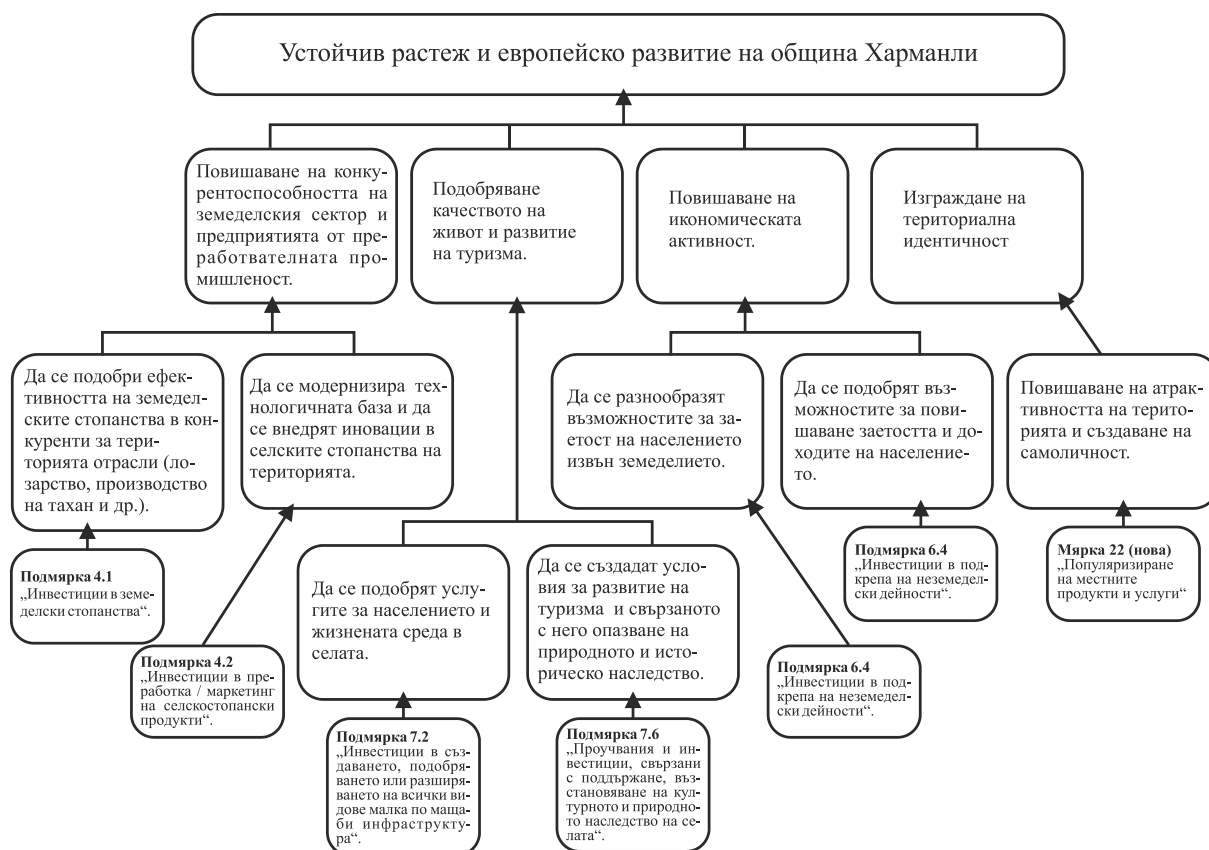 Устойчив растеж и европейско развитие на община Харманли
Повишаване на конку-
рентоспособността на
земеделския сектор и
предприятията от пре-
работвателната про-
мишленост.
Подобряване
качеството на
живот и развитие
на туризма.
Повишаване на
икономическата
активност.
Изграждане на
териториална
идентичност
Да се подобри ефек-
тивността на земедел-
ските стопанства в кон-
куренти за тери-
торията отрасли (ло-
зарство, производство
на тахан и др.).
Да се модернизира тех-
нологичната база и да
се внедрят иновации в
селските стопанства на
територията.
Да се разнообразят
възможностите за за-
етост на населението
извън земеделието.
Да се подобрят въз-
можностите за пови-
шаване заетостта и до-
ходите на население-
то.
Повишаване на атрак-
тивността на терито-
рията и създаване на
самоличност.
Подмярка 4.1
„Инвестиции в земе-
делски стопанства“.
Подмярка 4.2
„Инвестиции в пре-
работка / маркетинг
на селскостопански
продукти“.
Да се подобрят услу-
гите за населението и
жизнената среда в
селата.
Да се създадат усло-
вия за развитие на
туризма и свързаното
с него опазване на
природното и исто-
рическо наследство.
Подмярка 6.4
„Инвестиции в под-
крепа на неземедел-
ски дейности“.
Мярка 22 (нова)
„Популяризиране
на местните
продукти и услуги“
Подмярка 6.4
„Инвестиции в под-
крепа на неземедел-
ски дейности“.
Подмярка 7.2
„Инвестиции в създ-
аването, подобря-
ването или разширя-
ването на всички ви-
дове малка по маща-
би инфраструкту-
ра“.
Подмярка 7.6
„Проучвания и ин-
вестиции, свързани
с поддържане, въз-
становяване на кул-
турното и природно-
то наследство на се-
лата“.